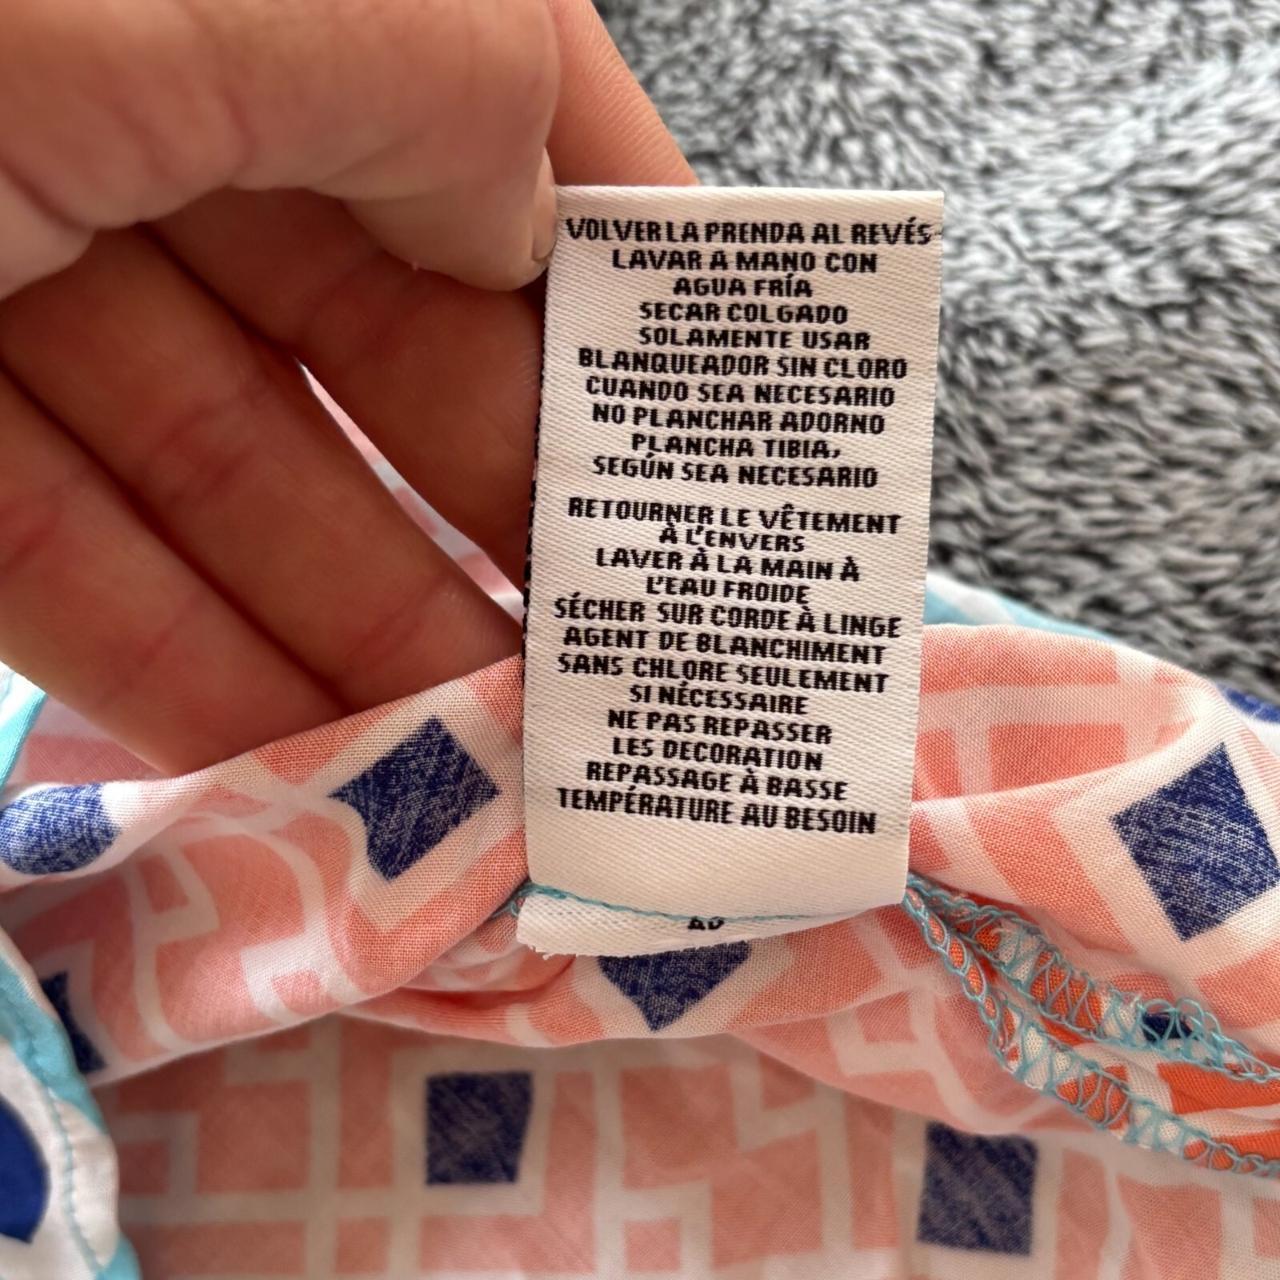 VOLVER LA PRENDA AL REVÉS
LAVAR A MANO CON
AGUA FRÍA
SECAR COLGADO
SOLAMENTE USAR
BLANQUEADOR SIN CLORO
CUANDO SEA NECESARIO
NO PLANCHAR ADORNO
PLANCHA TIBIA,
SEGÚN SEA NECESARIO
RETOURNER LE VÊTEMENT
À L'ENVERS
LAVER À LA MAIN À
L'EAU FROIDE
SÉCHER SUR CORDE À LINGE
AGENT DE BLANCHIMENT
SANS CHLORE SEULEMENT
SI NÉCESSAIRE
NE PAS REPASSER
LES DECORATION
REPASSAGE À BASSE
TEMPÉRATURE AU BESOIN